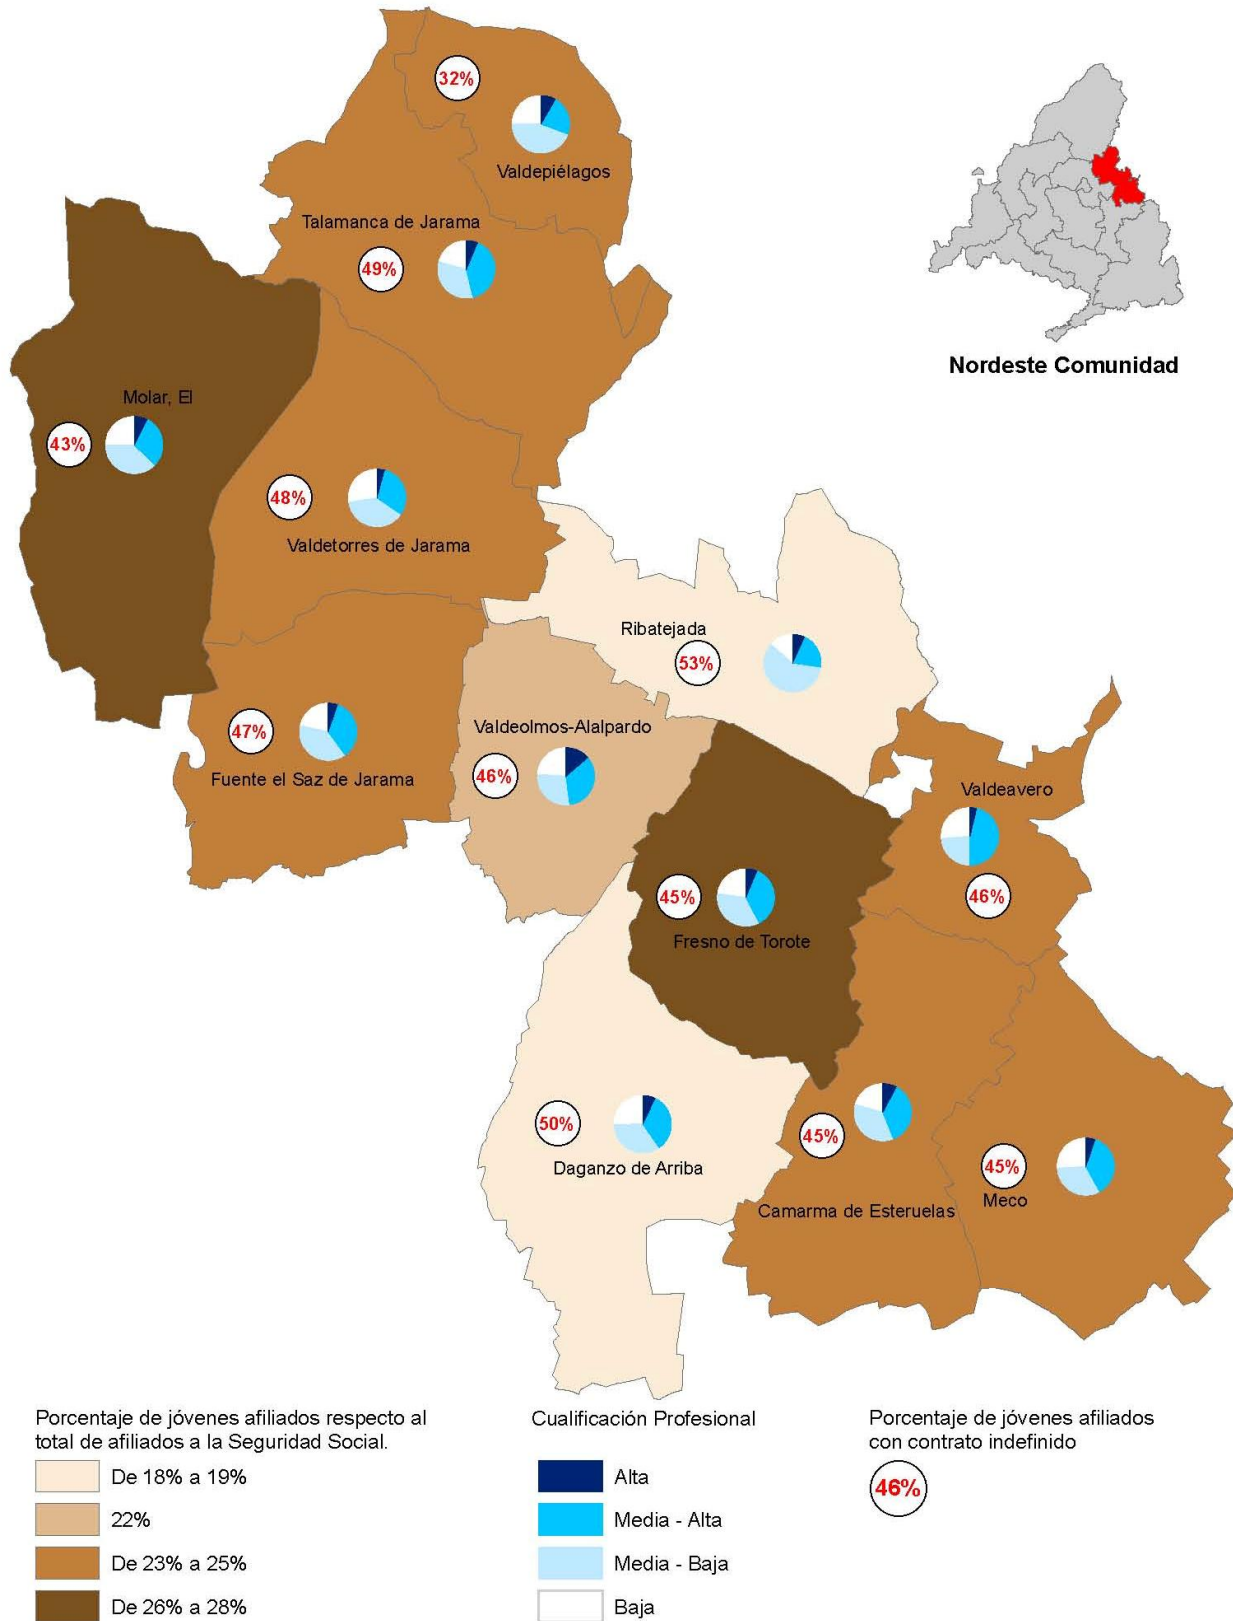 32%
Valdepiélagos
Talamanca de Jarama
49%
Nordeste Comunidad
Molar, El
43%
48%
Valdetorres de Jarama
Ribatejada
53%
47%
Fuente el Saz de Jarama
Valdeolmos-Alalpardo
46%
Valdeavero
46%
45%
Fresno de Torote
50%
Daganzo de Arriba
45%
Camarma de Esteruelas
45%
Meco
Porcentaje de jóvenes afiliados respecto al
total de afiliados a la Seguridad Social.
De 18% a 19%
22%
De 23% a 25%
De 26% a 28%
Cualificación Profesional
Alta
Media - Alta
Media - Baja
Baja
Porcentaje de jóvenes afiliados
con contrato indefinido
46%